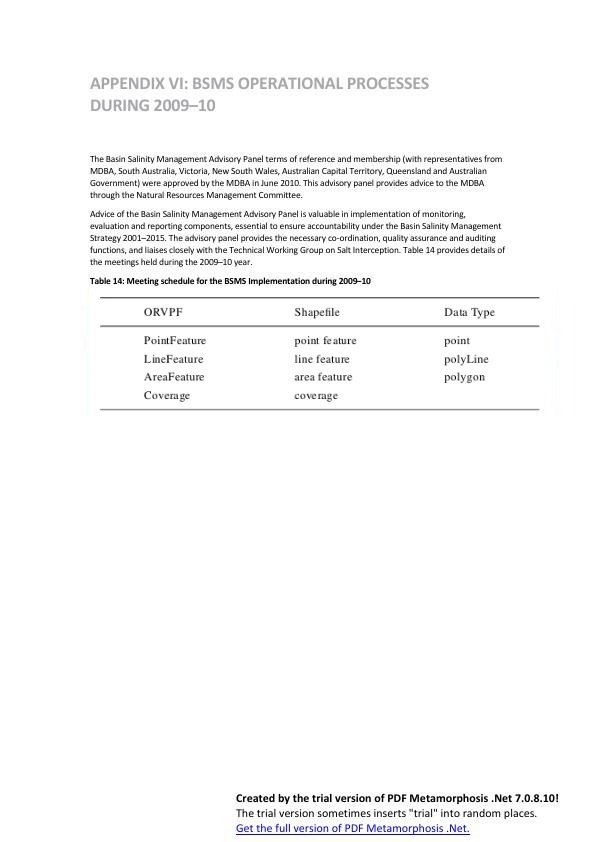 APPENDIX VI: BSMS OPERATIONAL PROCESSES
DURING 2009–10
The Basin Salinity Management Advisory Panel terms of reference and membership (with representatives from
MDBA, South Australia, Victoria, New South Wales, Australian Capital Territory, Queensland and Australian
Government) were approved by the MDBA in June 2010. This advisory panel provides advice to the MDBA
through the Natural Resources Management Committee.
Advice of the Basin Salinity Management Advisory Panel is valuable in implementation of monitoring,
evaluation and reporting components, essential to ensure accountability under the Basin Salinity Management
Strategy 2001–2015. The advisory panel provides the necessary co-ordination, quality assurance and auditing
functions, and liaises closely with the Technical Working Group on Salt Interception. Table 14 provides details of
the meetings held during the 2009–10 year.
Table 14: Meeting schedule for the BSMS Implementation during 2009–10
ORVPF Shapefile Data Type
PointFeature point feature point
LineFeature line feature polyLine
AreaFeature area feature polygon
Coverage coverage
Created by the trial version of PDF Metamorphosis .Net 7.0.8.10!
The trial version sometimes inserts "trial" into random places.
Get the full version of PDF Metamorphosis .Net.